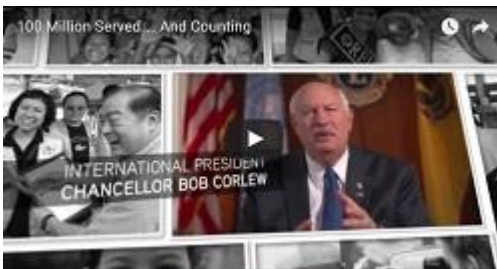 100 Million Served... And Counting
INTERNATIONAL PRESIDENT
CHANCELLOR BOB CORLEW